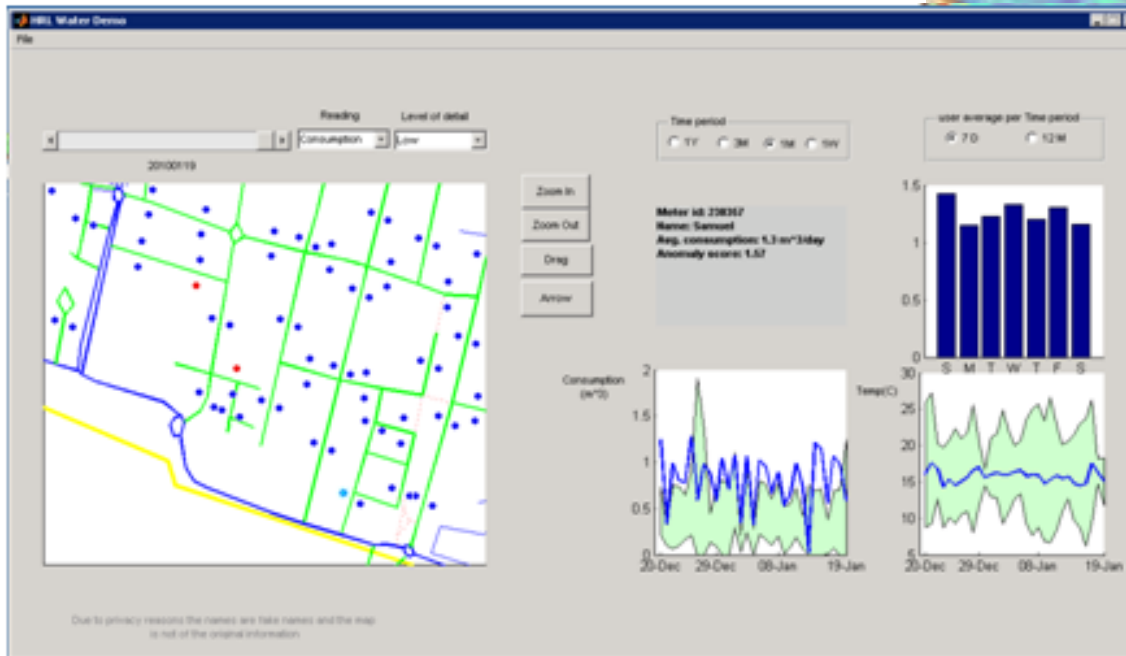 HRL Water Demo
File
Reading
Level of detail
Consumption
Low
20100119
Zoom In
Zoom Out
Drag
Arrow
Time period
1Y
3M
1M
1W
user average per Time period
7 D
12 M
Meter id: 238357
Name: Samuel
Avg. consumption: 1.3 m^3/day
Anomaly score: 1.57
1.5
1
0.5
0
S M T W T F S
Consumption
(m^3)
2
1.5
1
0.5
0
20-Dec 29-Dec 08-Jan 19-Jan
Temp(C)
30
25
20
15
10
5
20-Dec 29-Dec 08-Jan 19-Jan
Due to privacy reasons the names are fake names and the map
is not of the original information